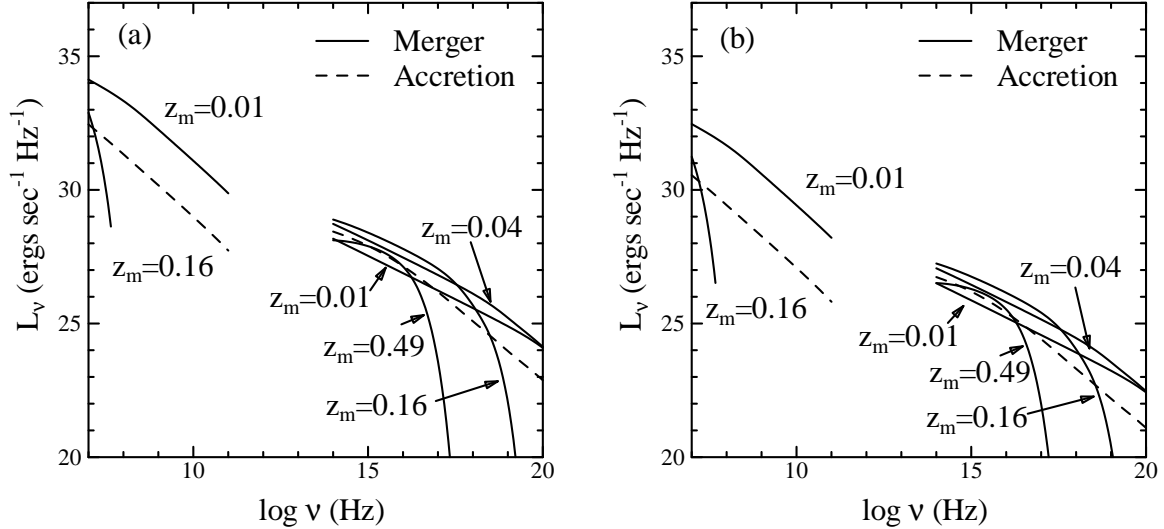 (a)
Merger
Accretion
z_m=0.01
z_m=0.16
z_m=0.04
z_m=0.01
z_m=0.49
z_m=0.16
35
30
25
20
10
15
20
L_ν (ergs sec^-1 Hz^-1)
log ν (Hz)
(b)
Merger
Accretion
z_m=0.01
z_m=0.16
z_m=0.04
z_m=0.01
z_m=0.49
z_m=0.16
35
30
25
20
10
15
20
L_ν (ergs sec^-1 Hz^-1)
log ν (Hz)